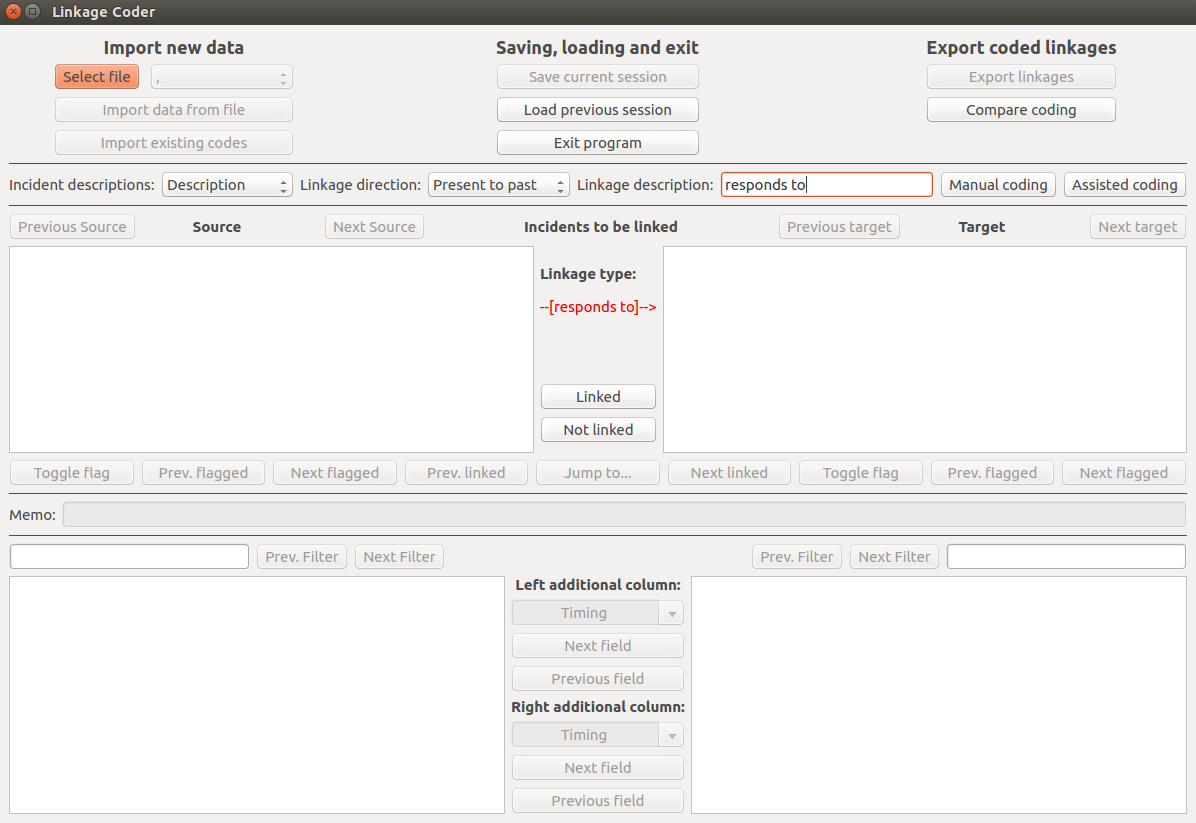 Linkage Coder
Import new data Saving, loading and exit Export coded linkages
Select file , Save current session Export linkages
Import data from file Load previous session Compare coding
Import existing codes Exit program
Incident descriptions: Description Linkage direction: Present to past Linkage description: responds to Manual coding Assisted coding
Previous Source Source Next Source Incidents to be linked Previous target Target Next target
Linkage type:
--[responds to]-->
Linked
Not linked
Toggle flag Prev. flagged Next flagged Prev. linked Jump to... Next linked Toggle flag Prev. flagged Next flagged
Memo:
Prev. Filter Next Filter Prev. Filter Next Filter
Left additional column:
Timing
Next field
Previous field
Right additional column:
Timing
Next field
Previous field